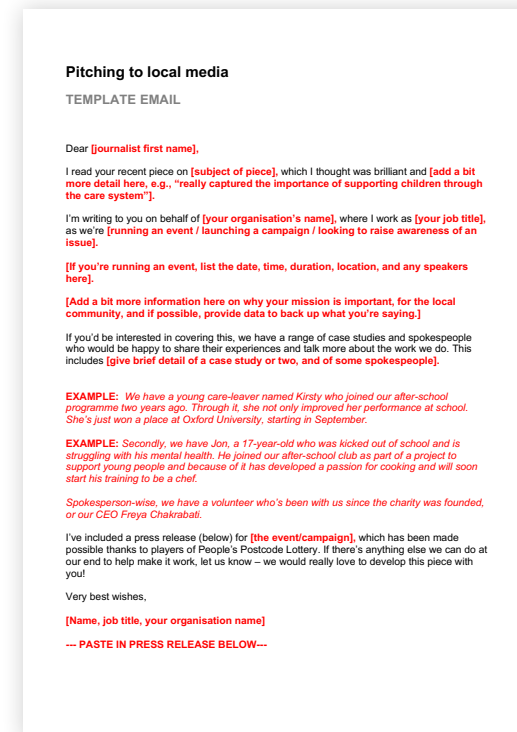 Pitching to local media
TEMPLATE EMAIL
Dear [journalist first name],
I read your recent piece on [subject of piece], which I thought was brilliant and [add a bit
more detail here, e.g., “really captured the importance of supporting children through
the care system”].
I’m writing to you on behalf of [your organisation’s name], where I work as [your job title],
as we’re [running an event / launching a campaign / looking to raise awareness of an
issue].
[If you’re running an event, list the date, time, duration, location, and any speakers
here].
[Add a bit more information here on why your mission is important, for the local
community, and if possible, provide data to back up what you’re saying.]
If you’d be interested in covering this, we have a range of case studies and spokespeople
who would be happy to share their experiences and talk more about the work we do. This
includes [give brief detail of a case study or two, and of some spokespeople].
EXAMPLE: We have a young care-leaver named Kirsty who joined our after-school
programme two years ago. Through it, she not only improved her performance at school.
She’s just won a place at Oxford University, starting in September.
EXAMPLE: Secondly, we have Jon, a 17-year-old who was kicked out of school and is
struggling with his mental health. He joined our after-school club as part of a project to
support young people and because of it has developed a passion for cooking and will soon
start his training to be a chef.
Spokesperson-wise, we have a volunteer who’s been with us since the charity was founded,
or our CEO Freya Chakrabati.
I’ve included a press release (below) for [the event/campaign], which has been made
possible thanks to players of People’s Postcode Lottery. If there’s anything else we can do at
our end to help make it work, let us know – we would really love to develop this piece with
you!
Very best wishes,
[Name, job title, your organisation name]
--- PASTE IN PRESS RELEASE BELOW---